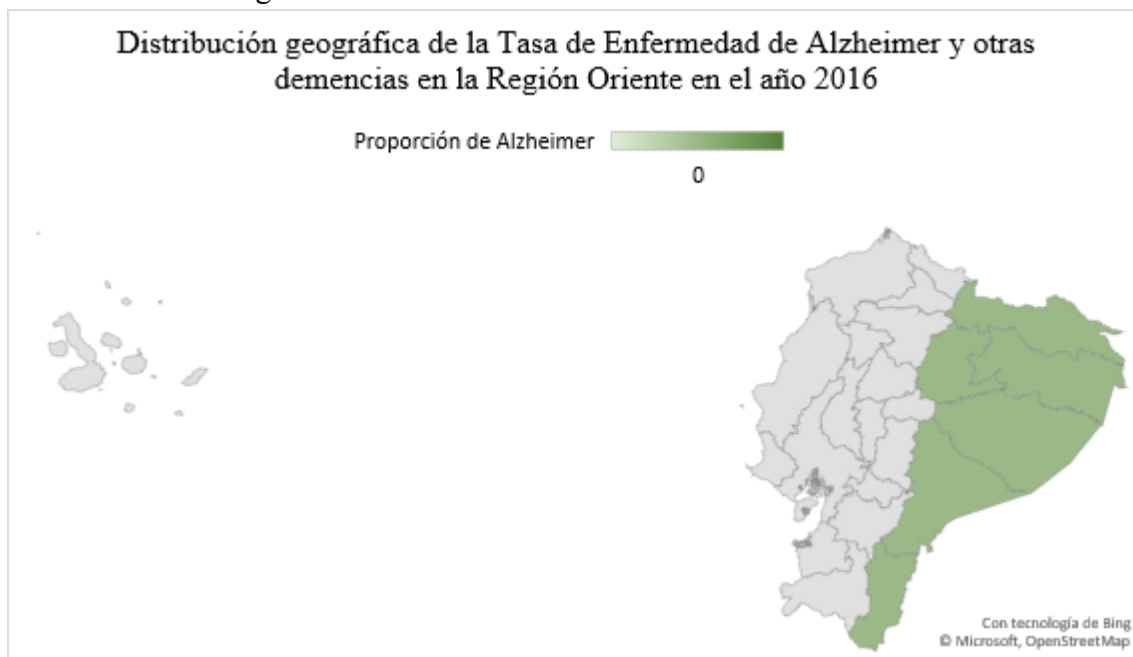 Distribución geográfica de la Tasa de Enfermedad de Alzheimer y otras
demencias en la Región Oriente en el año 2016
Proporción de Alzheimer
0
Con tecnología de Bing
© Microsoft, OpenStreetMap